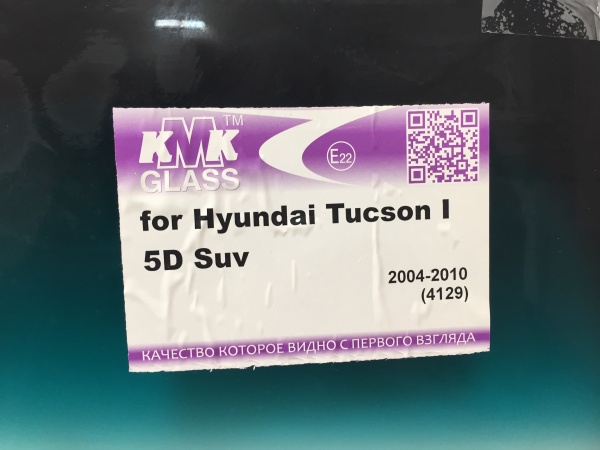 KMK™
GLASS
E22
for Hyundai Tucson I
5D Suv
2004-2010
(4129)
КАЧЕСТВО КОТОРОЕ ВИДНО С ПЕРВОГО ВЗГЛЯДА